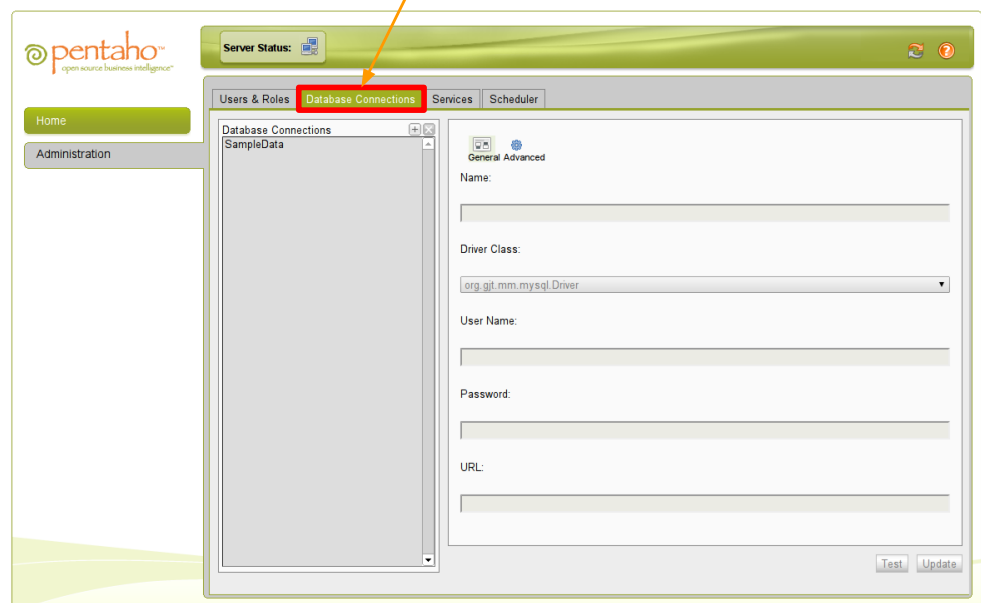 pentaho™
open source business intelligence™
Server Status:
Home
Administration
Users & Roles Database Connections Services Scheduler
Database Connections
SampleData
General Advanced
Name:
Driver Class:
org.gjt.mm.mysql.Driver
User Name:
Password:
URL:
Test Update